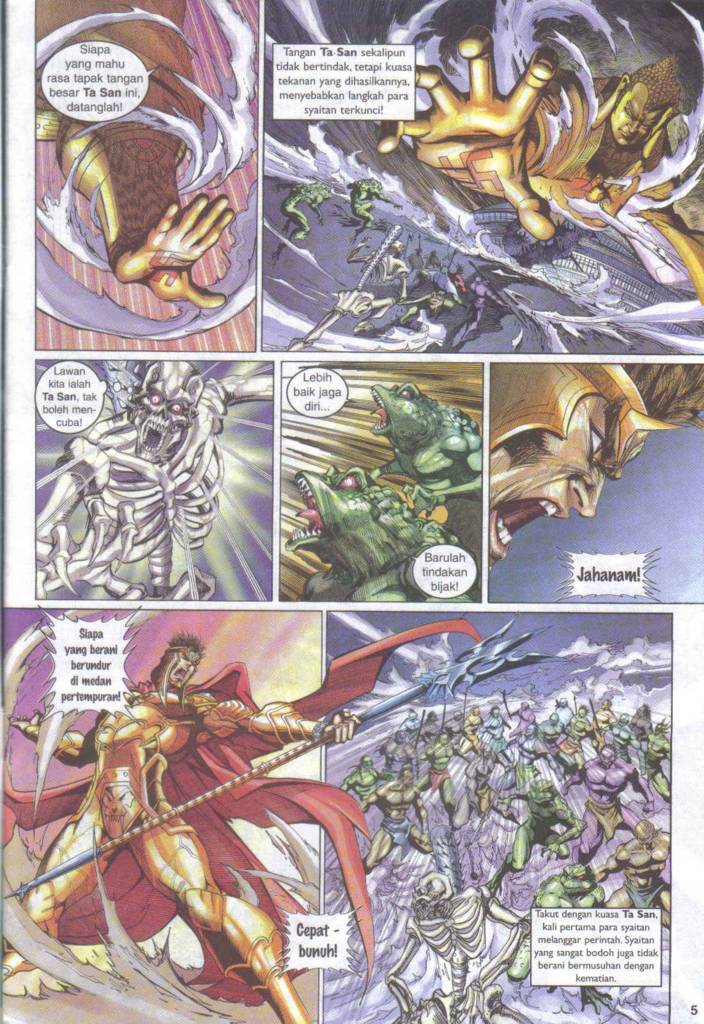 Siapa
yang mahu
rasa tapak tangan
besar Ta San ini,
datanglah!
Tangan Ta San sekalipun
tidak bertindak, tetapi kuasa
tekanan yang dihasilkannya,
menyebabkan langkah para
syaitan terkunci!
Lawan
kita ialah
Ta San, tak
boleh men-
cuba!
Lebih
baik jaga
diri...
Barulah
tindakan
bijak!
Jahanam!
Siapa
yang berani
berundur
di medan
pertempuran!
Cepat -
bunuh!
Takut dengan kuasa Ta San,
kali pertama para syaitan
melanggar perintah. Syaitan
yang sangat bodoh juga tidak
berani bermusuhan dengan
kematian.
5